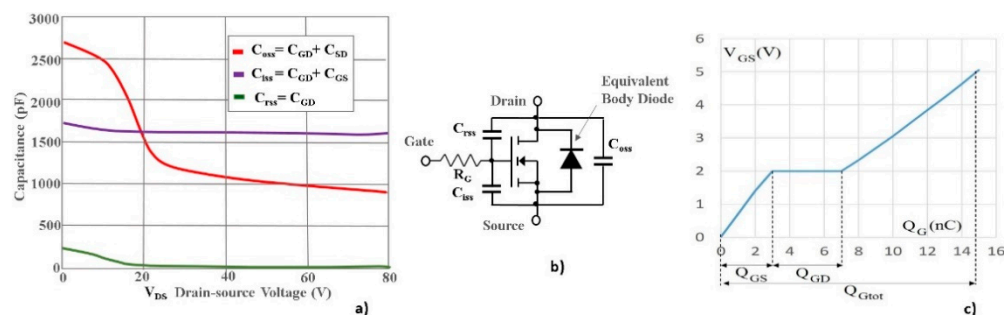 3000
2500
2000
1500
1000
500
0
Capacitance (pF)
Coss= CGD+ CSD
Ciss= CGD+ CGS
Crss= CGD
0 20 40 60 80
VDS Drain-source Voltage (V)
a)
Equivalent
Body Diode
Drain
Crss
Gate
Coss
RG
Ciss
Source
b)
6
5
4
3
2
1
0
VGS(V)
QG(nC)
0 2 4 6 8 10 12 14 16
QGS
QGD
QGtot
c)